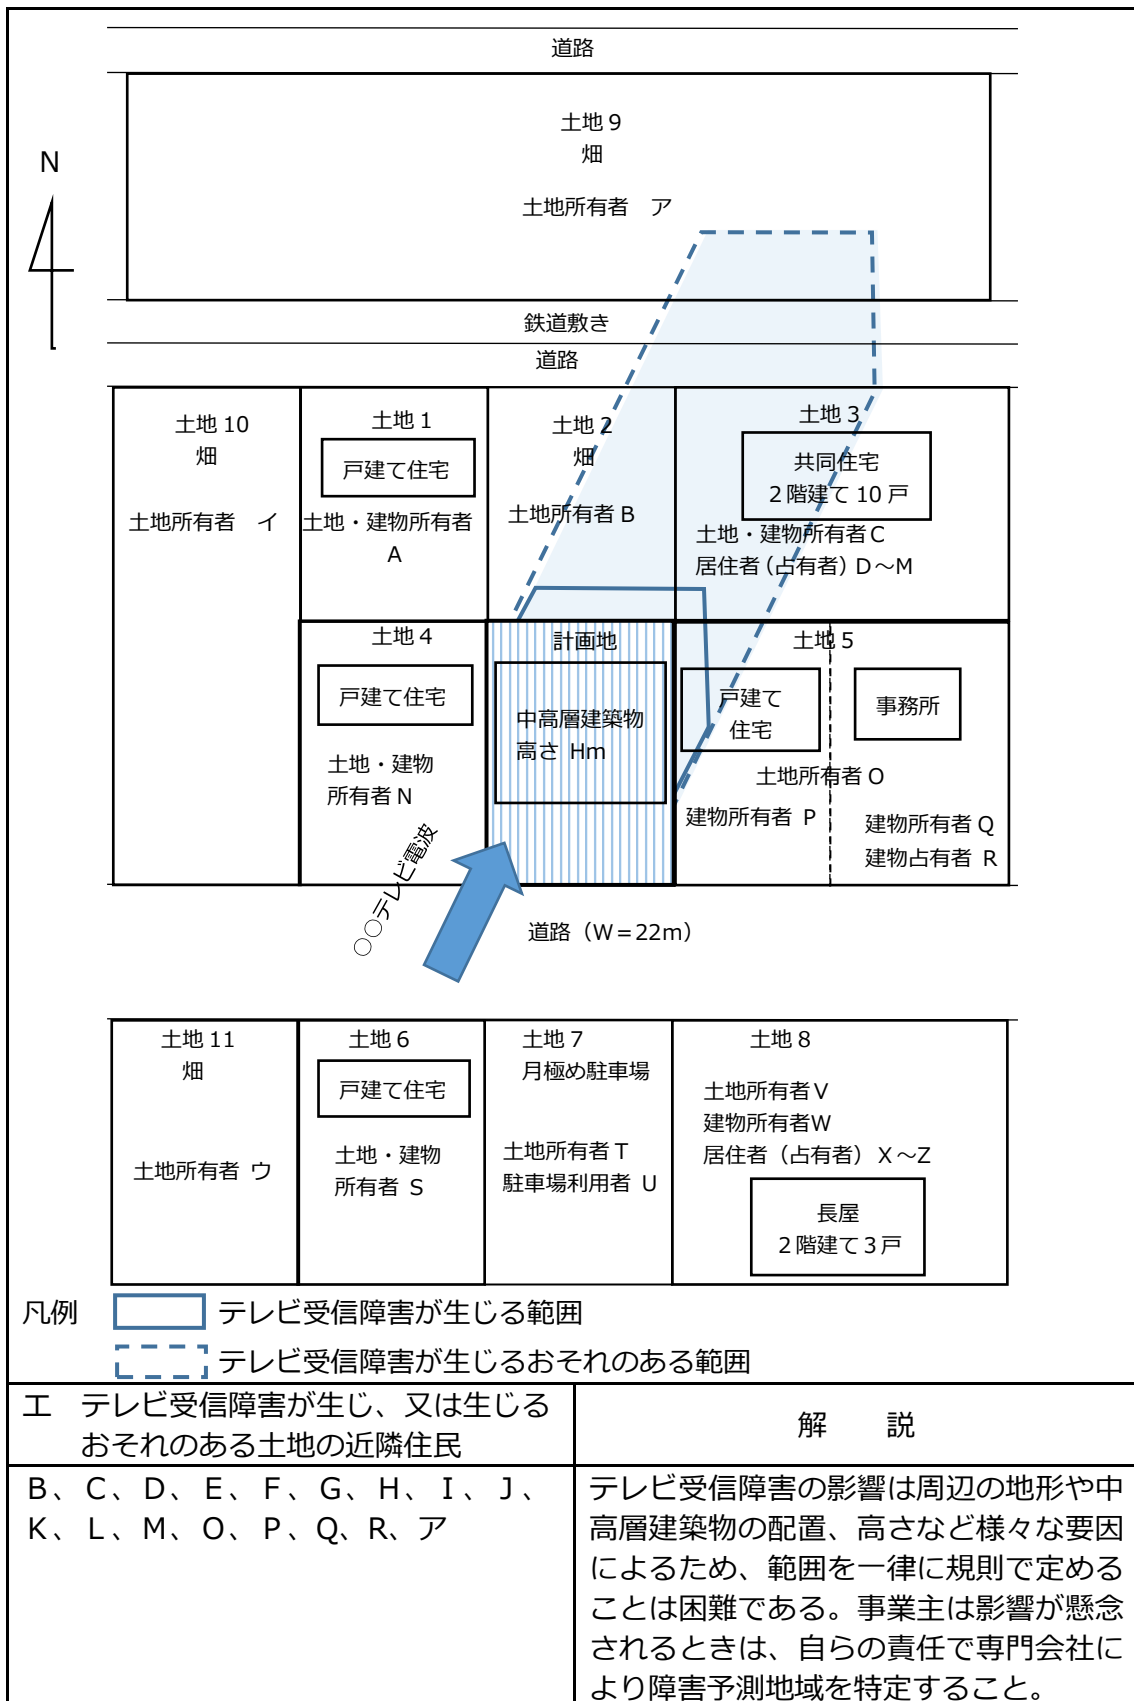 道路
土地９
畑
土地所有者　ア
N
鉄道敷き
道路
土地 10
畑
土地所有者　イ
土地 1
戸建て住宅
土地・建物所有者
A
土地 2
畑
土地所有者 B
土地 3
共同住宅
２階建て 10 戸
土地・建物所有者 C
居住者（占有者）D～M
土地 4
戸建て住宅
土地・建物
所有者 N
計画地
中高層建築物
高さ Hm
土地 5
戸建て
住宅
事務所
土地所有者 O
建物所有者 P
建物所有者 Q
建物占有者 R
○○テレビ電波
道路（W＝22m）
土地 11
畑
土地所有者 ウ
土地 6
戸建て住宅
土地・建物
所有者 S
土地 7
月極め駐車場
土地所有者 T
駐車場利用者 U
土地 8
土地所有者 V
建物所有者 W
居住者（占有者）X～Z
長屋
２階建て３戸
凡例
テレビ受信障害が生じる範囲
テレビ受信障害が生じるおそれのある範囲
エ　テレビ受信障害が生じ、又は生じる
おそれのある土地の近隣住民
解　説
B、C、D、E、F、G、H、I、J、
K、L、M、O、P、Q、R、ア
テレビ受信障害の影響は周辺の地形や中
高層建築物の配置、高さなど様々な要因
によるため、範囲を一律に規則で定める
ことは困難である。事業主は影響が懸念
されるときは、自らの責任で専門会社に
より障害予測地域を特定すること。